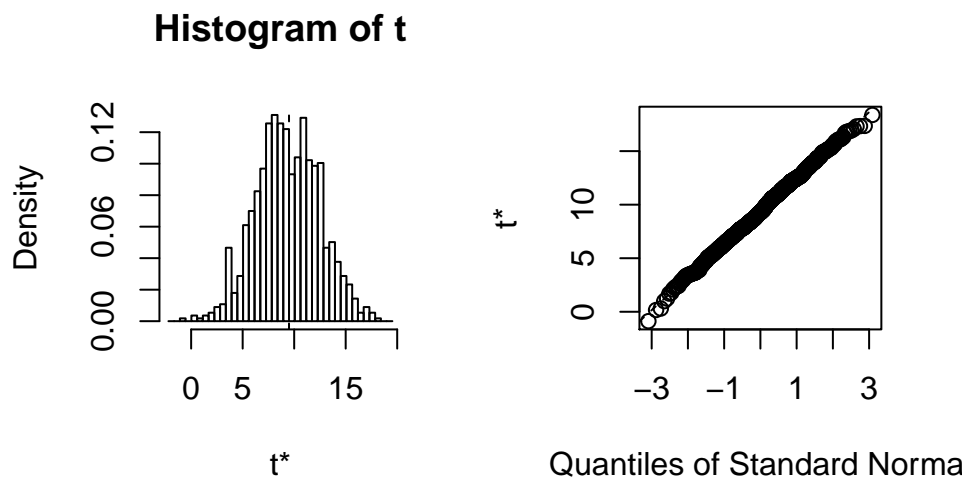 Histogram of t
Density
0.00 0.06 0.12
0 5 15
t*
t*
0 5 10
−3 −1 1 3
Quantiles of Standard Norma